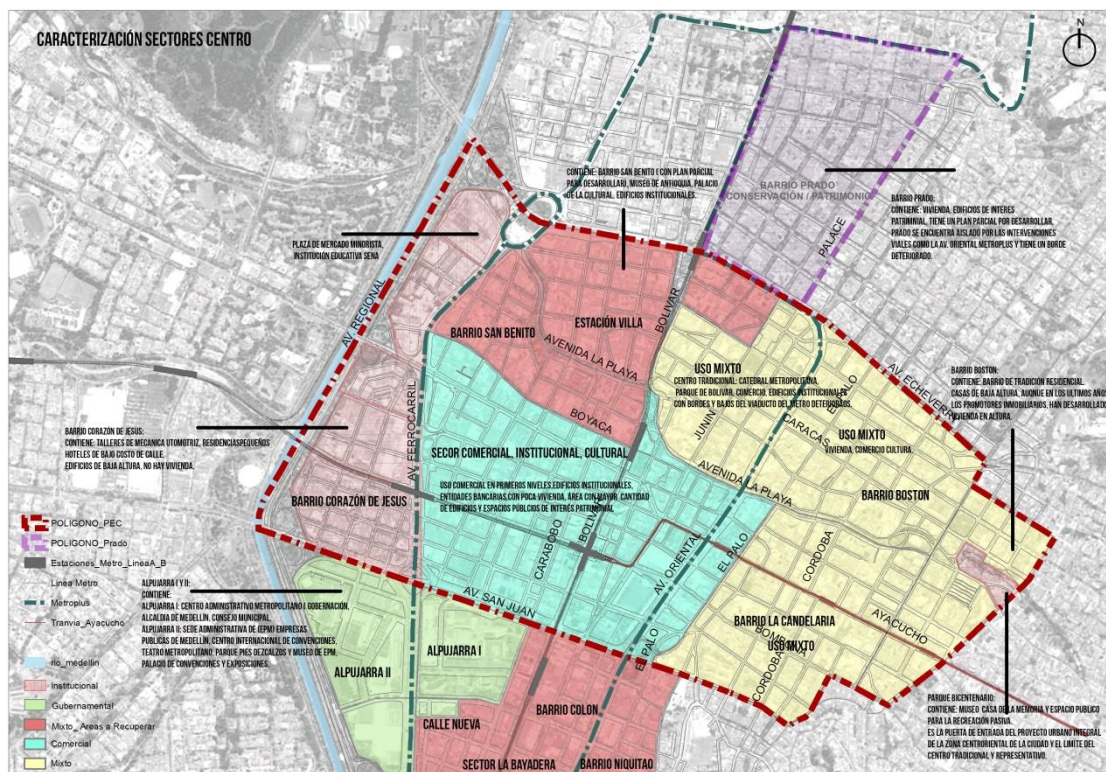 CARACTERIZACIÓN SECTORES CENTRO
N
CONTIENE: BARRIO SAN BENITO ( CON PLAN PARCIAL
PARA DESARROLLAR), MUSEO DE ANTIOQUIA, PALACIO
DE LA CULTURAL, EDIFICIOS INSTITUCIONALES.
BARRIO PRADO
CONSERVACIÓN / PATRIMONIO
BARRIO PRADO:
CONTIENE: VIVIENDA, EDIFICIOS DE INTERES
PATRIMINIAL, TIENE UN PLAN PARCIAL POR DESARROLLAR,
PRADO SE ENCUENTRA AISLADO POR LAS INTERVENCIONES
VIALES COMO LA AV. ORIENTAL METROPLUS Y TIENE UN BORDE
DETERIORADO.
PALACE
PLAZA DE MERCADO MINORISTA,
INSTITUCIÓN EDUCATIVA SENA
AV. REGIONAL
BOLIVAR
BARRIO SAN BENITO
ESTACIÓN VILLA
AVENIDA LA PLAYA
USO MIXTO
CENTRO TRADICIONAL: CATEDRAL METROPOLITANA,
PARQUE DE BOLIVAR, COMERCIO, EDIFICIOS INSTITUCIONALES
CON BORDES Y BAJOS DEL VIADUCTO DEL METRO DETERIORADOS.
EL PALO
AV. ECHEVERRI
BARRIO BOSTON:
CONTIENE: BARRIO DE TRADICIÓN RESIDENCIAL.
CASAS DE BAJA ALTURA, AUNQUE EN LOS ULTIMOS AÑOS
LOS PROMOTORES INMOBILIARIOS, HAN DESARROLLADO
VIVIENDA EN ALTURA.
JUNIN
CARACAS
USO MIXTO
VIVIENDA, COMERCIO CULTURA.
BOYACA
AV. FERROCARRIL
BARRIO CORAZÓN DE JESUS:
CONTIENE: TALLERES DE MECANICA UTOMOTRIZ, RESIDENCIASPEQUEÑOS
HOTELES DE BAJO COSTO DE CALLE.
EDIFICIOS DE BAJA ALTURA, NO HAY VIVIENDA.
SECOR COMERCIAL, INSTITUCIONAL, CULTURAL
USO COMERCIAL EN PRIMEROS NIVELES,EDIFICIOS INSTITUCIONALES,
ENTIDADES BANCARIAS,CON POCA VIVIENDA, ÁREA CON MAYOR CANTIDAD
DE EDIFICIOS Y ESPACIOS PÚBLCIOS DE INTERÉS PATRIMONIAL
AVENIDA LA PLAYA
BARRIO BOSTON
BARRIO CORAZÓN DE JESUS
CARABOBO
BOLIVAR
AV. ORIENTAL
EL PALO
CORDOBA
AYACUCHO
AV. SAN JUAN
BARRIO LA CANDELARIA
USO MIXTO
CORDOBA
EL PALO
ALPUJARRA I Y II:
CONTIENE:
ALPUJARRA I: CENTRO ADMINISTRATIVO METROPOLITANO ( GOBERNACIÓN,
ALCALDIA DE MEDELLIN, CONSEJO MUNICIPAL,
ALPUJARRA II: SEDE ADMINISTRATIVA DE (EPM) EMPRESAS
PUBLICAS DE MEDELLÍN, CENTRO INTERNACIONAL DE CONVENCIONES,
TEATRO METROPOLITANO, PARQUE PIES DEZCALZOS Y MUSEO DE EPM.
PALACIO DE CONVENCIONES Y EXPOSICIONES.
ALPUJARRA I
ALPUJARRA II
CALLE NUEVA
BARRIO COLON
SECTOR LA BAYADERA
BARRIO NIQUITAO
PARQUE BICENTENARIO:
CONTIENE: MUSEO CASA DE LA MEMORIA Y ESPACIO PUBLICO
PARA LA RECREACIÓN PASIVA.
ES LA PUERTA DE ENTRADA DEL PROYECTO URBANO INTEGRAL
DE LA ZONA CENTRORIENTAL DE LA CIUDAD Y EL LIMITE DEL
CENTRO TRADICIONAL Y REPRESENTATIVO.
POLIGONO_PEC
POLIGONO_Prado
Estaciones_Metro_LineaA_B
Linea Metro
Metroplus
Tranvia_Ayacucho
rio_medellin
Institucional
Gubernamental
Mixto_ Areas a Recuperar
Comercial
Mixto